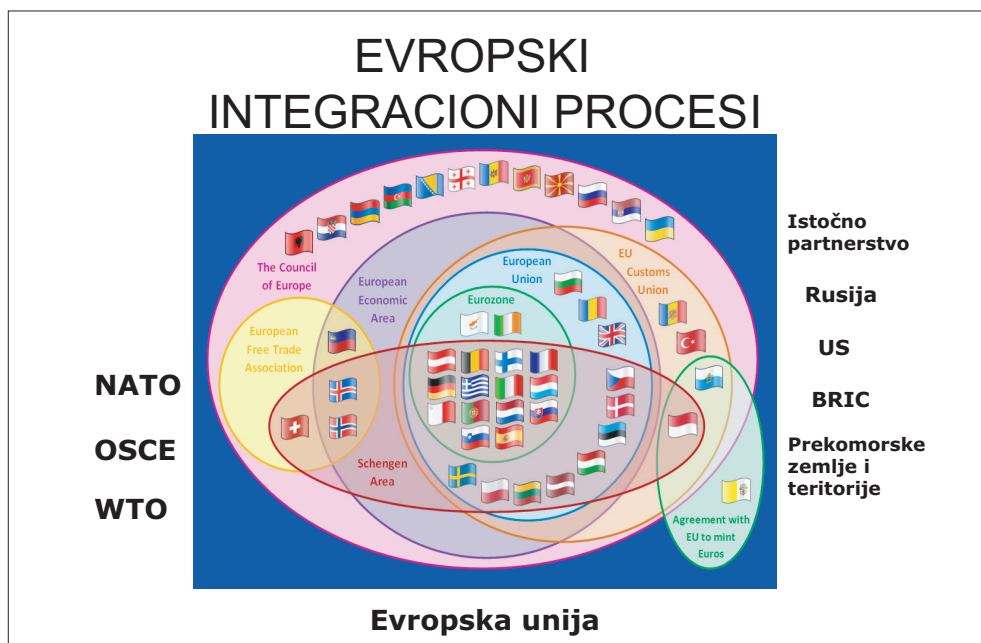 EVROPSKI
INTEGRACIONI PROCESI
The Council
of Europe
European
Economic
Area
European
Union
EU
Customs
Union
Eurozone
European
Free Trade
Association
Schengen
Area
Agreement with
EU to mint
Euros
NATO
OSCE
WTO
Istočno
partnerstvo
Rusija
US
BRIC
Prekomorske
zemlje i
teritorije
Evropska unija